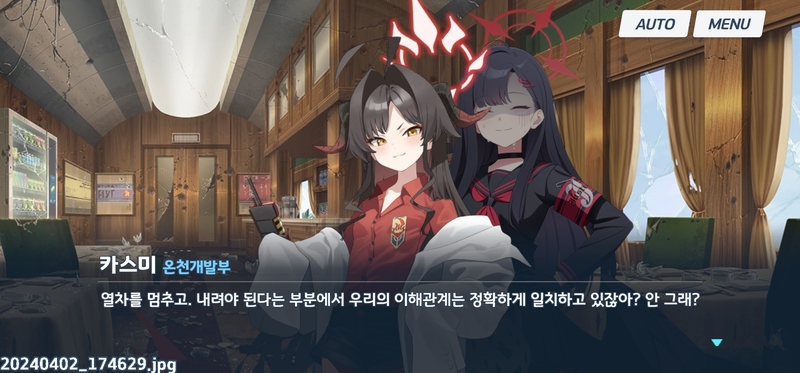 AUTO
MENU
카스미 온천개발부
열차를 멈추고. 내려야 된다는 부분에서 우리의 이해관계는 정확하게 일치하고 있잖아? 안 그래?
20240402_174629.jpg